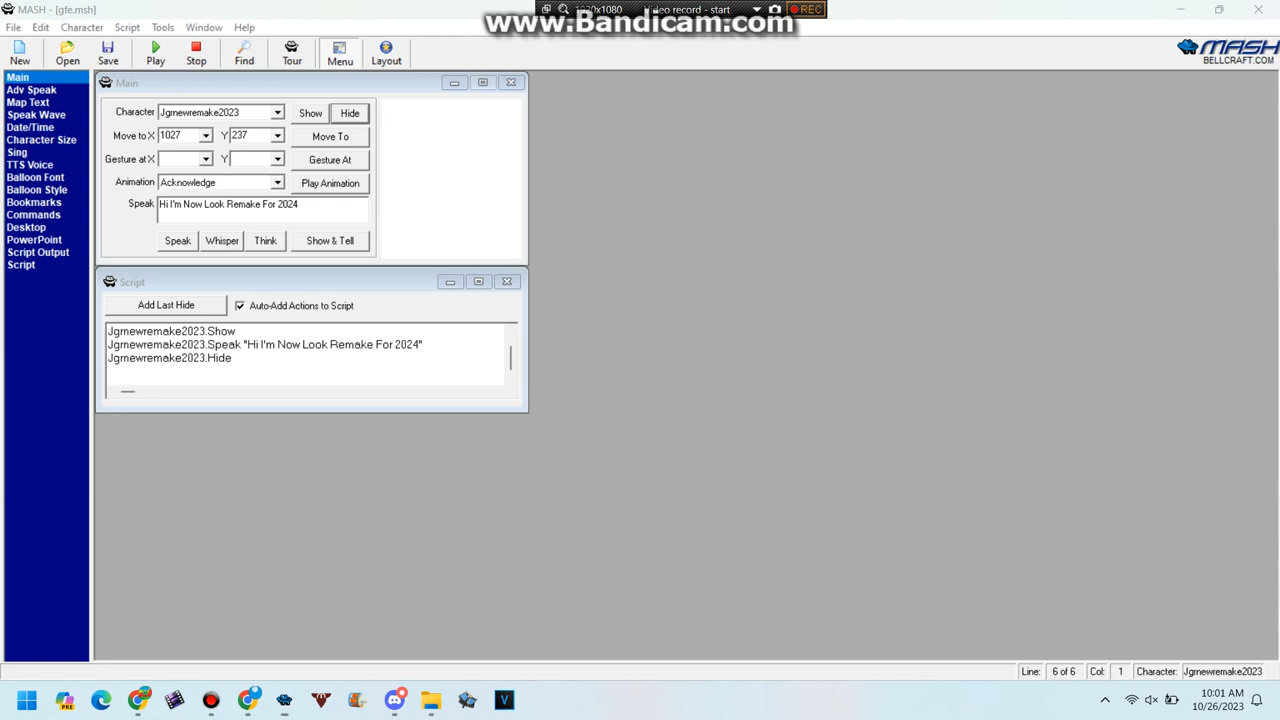 MASH - [gfe.msh]
1920x1080
Video record - start
REC
www.Bandicam.com
File Edit Character Script Tools Window Help
New Open Save Play Stop Find Tour Menu Layout
MASH
BELLCRAFT.COM
Main
Adv Speak
Map Text
Speak Wave
Date/Time
Character Size
Sing
TTS Voice
Balloon Font
Balloon Style
Bookmarks
Commands
Desktop
PowerPoint
Script Output
Script
Main
Character Jgrnewremake2023 Show Hide
Move to X 1027 Y 237 Move To
Gesture at X Y Gesture At
Animation Acknowledge Play Animation
Speak Hi I'm Now Look Remake For 2024
Speak Whisper Think Show & Tell
Script
Add Last Hide Auto-Add Actions to Script
Jgrnewremake2023.Show
Jgrnewremake2023.Speak "Hi I'm Now Look Remake For 2024"
Jgrnewremake2023.Hide
Line: 6 of 6 Col: 1 Character: Jgrnewremake2023
PRE
V
10:01 AM
10/26/2023